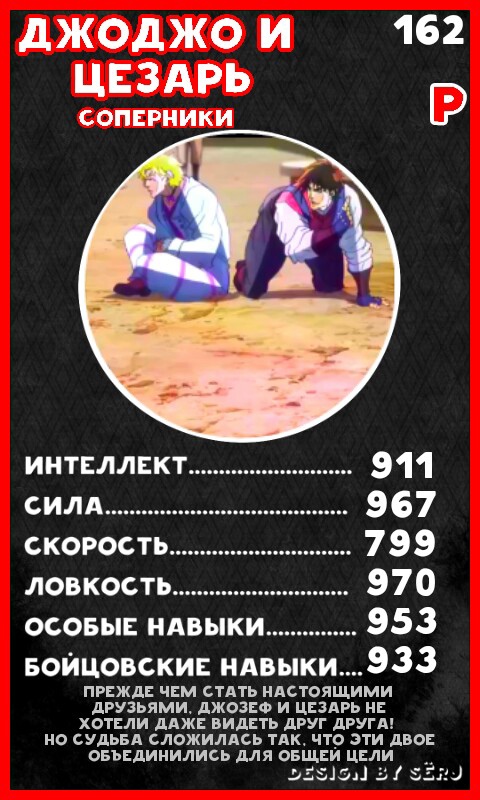 ДЖОДЖО И
ЦЕЗАРЬ
СОПЕРНИКИ
162
Р
ИНТЕЛЛЕКТ........................... 911
СИЛА........................................ 967
СКОРОСТЬ.............................. 799
ЛОВКОСТЬ............................. 970
ОСОБЫЕ НАВЫКИ............... 953
БОЙЦОВСКИЕ НАВЫКИ.... 933
ПРЕЖДЕ ЧЕМ СТАТЬ НАСТОЯЩИМИ
ДРУЗЬЯМИ, ДЖОЗЕФ И ЦЕЗАРЬ НЕ
ХОТЕЛИ ДАЖЕ ВИДЕТЬ ДРУГ ДРУГА!
НО СУДЬБА СЛОЖИЛАСЬ ТАК, ЧТО ЭТИ ДВОЕ
ОБЪЕДИНИЛИСЬ ДЛЯ ОБЩЕЙ ЦЕЛИ
DESIGN BY SЁRJ